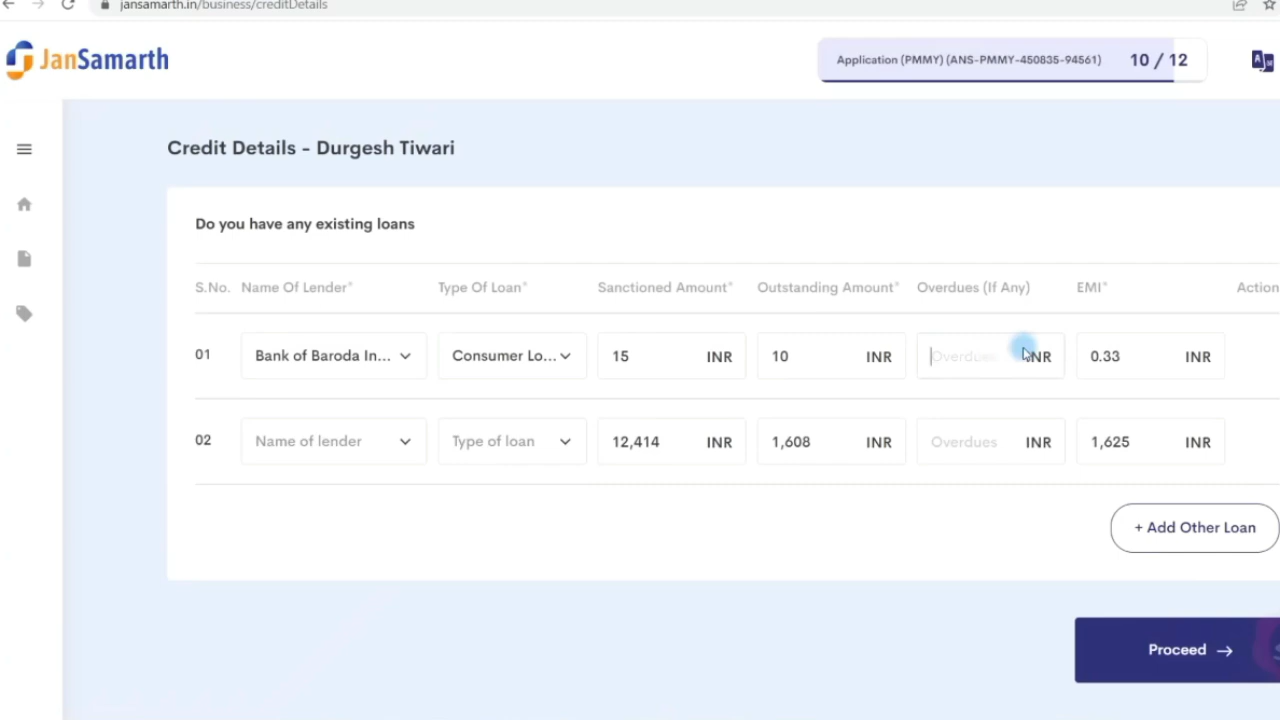 jansamarth.in/business/creditDetails
JanSamarth
Application (PMMY) (ANS-PMMY-450835-94561) 10 / 12
Credit Details - Durgesh Tiwari
Do you have any existing loans
S.No. Name Of Lender* Type Of Loan* Sanctioned Amount* Outstanding Amount* Overdues (If Any) EMI* Action
01 Bank of Baroda In... Consumer Lo... 15 INR 10 INR Overdues INR 0.33 INR
02 Name of lender Type of loan 12,414 INR 1,608 INR Overdues INR 1,625 INR
+ Add Other Loan
Proceed →